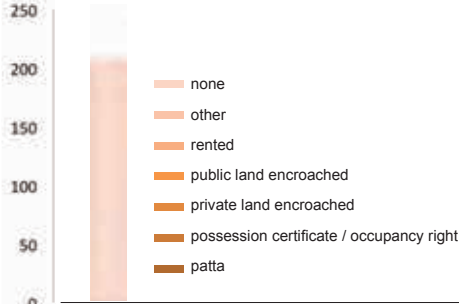 250
200
150
100
50
0
none
other
rented
public land encroached
private land encroached
possession certificate / occupancy right
patta